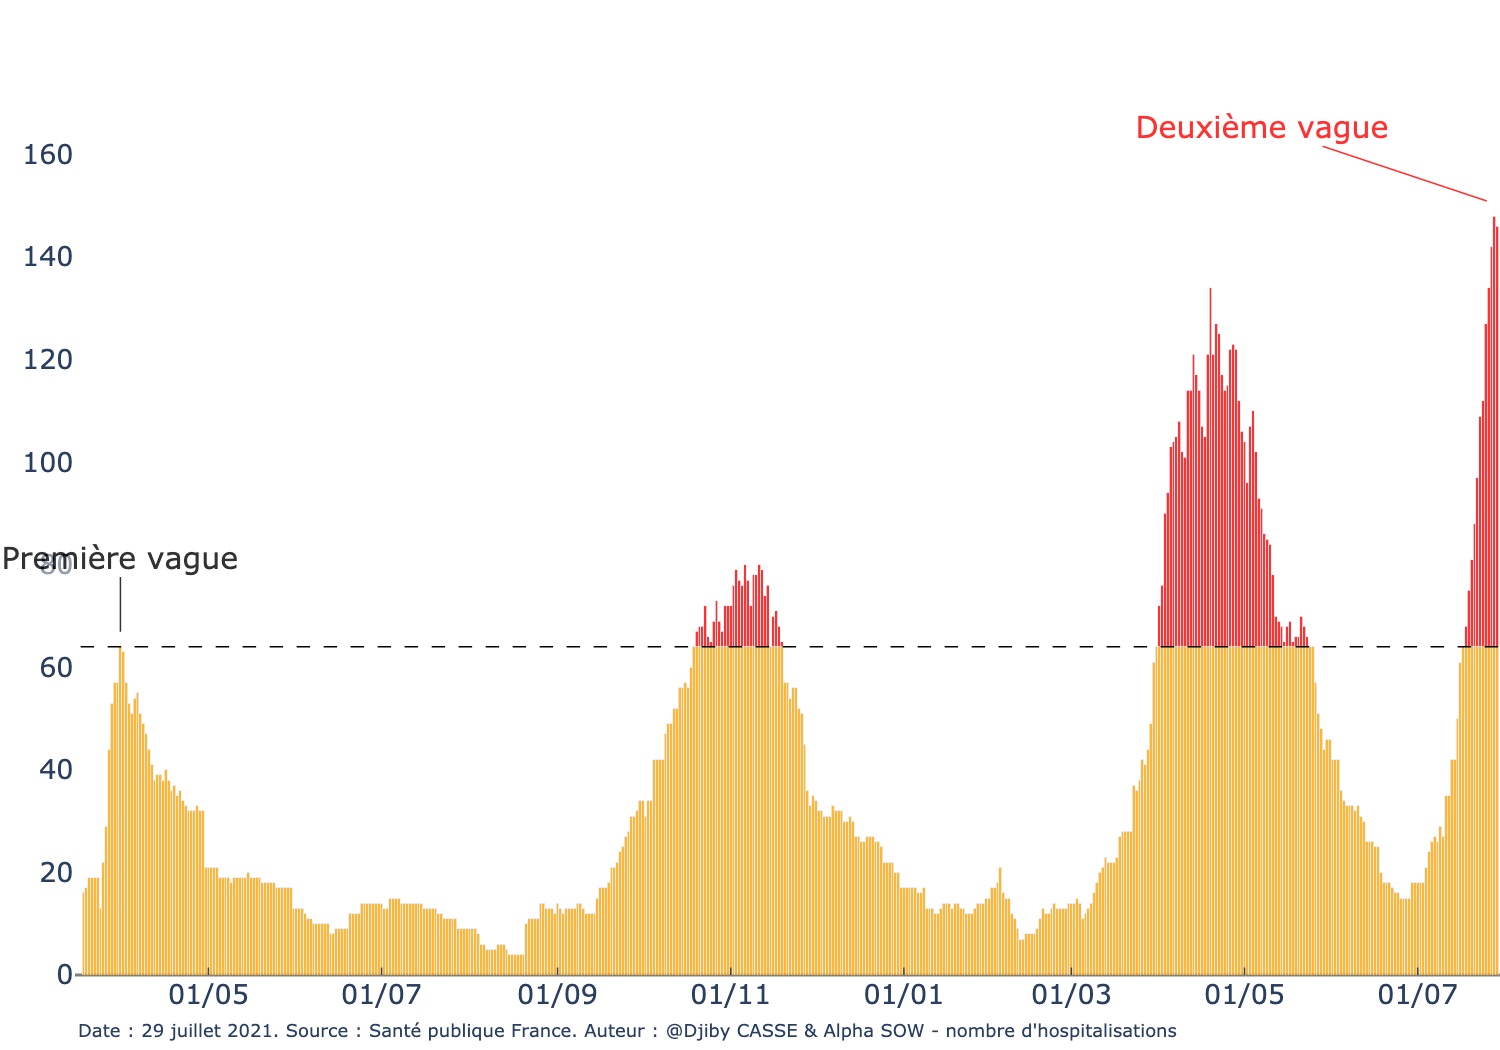 Deuxième vague
160
140
120
100
Première vague
80
60
40
20
0
01/05 01/07 01/09 01/11 01/01 01/03 01/05 01/07
Date : 29 juillet 2021. Source : Santé publique France. Auteur : @Djiby CASSE & Alpha SOW - nombre d'hospitalisations